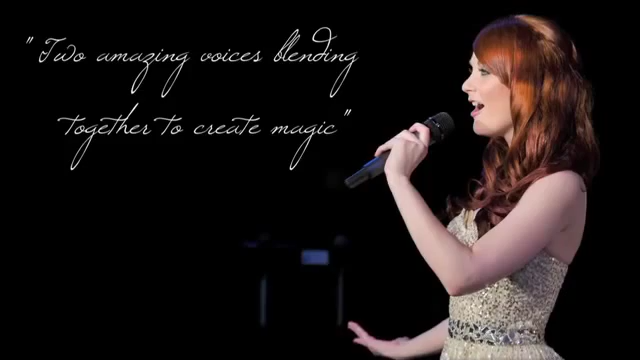 "Two amazing voices blending
together to create magic"